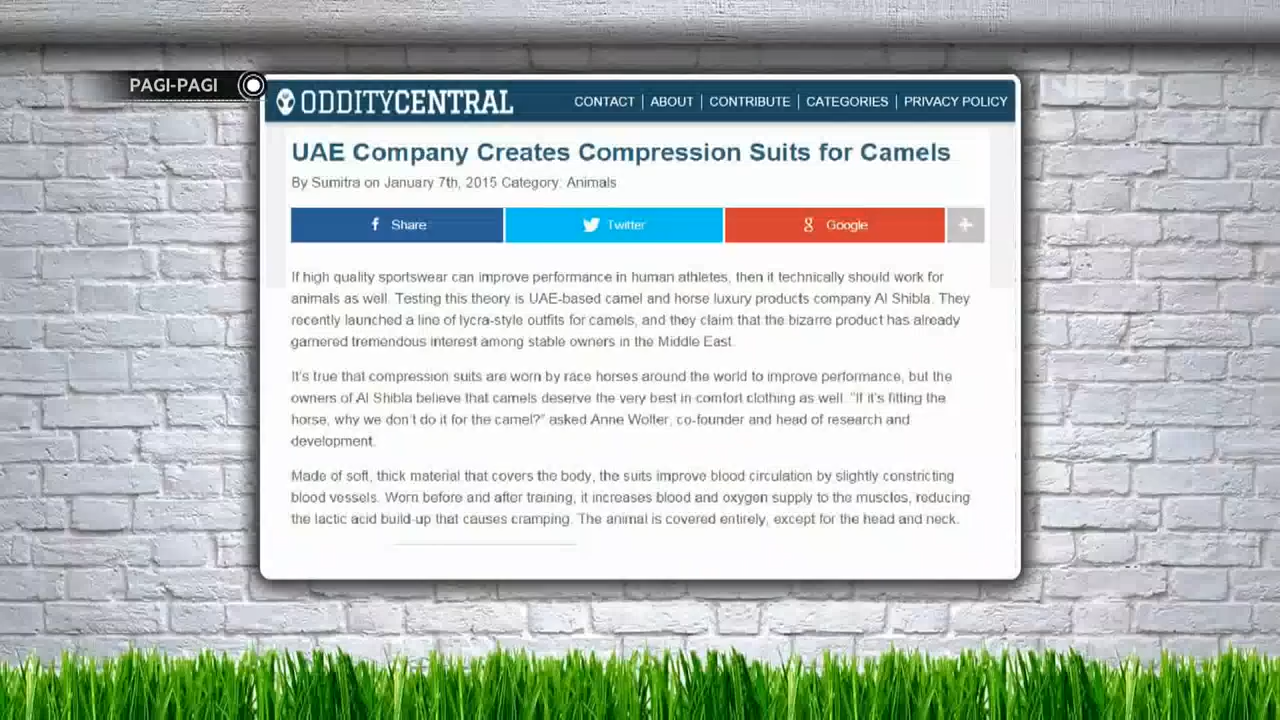 PAGI-PAGI
ODDITYCENTRAL
CONTACT | ABOUT | CONTRIBUTE | CATEGORIES | PRIVACY POLICY
UAE Company Creates Compression Suits for Camels
By Sumitra on January 7th, 2015 Category: Animals
Share
Twitter
Google
If high quality sportswear can improve performance in human athletes, then it technically should work for
animals as well. Testing this theory is UAE-based camel and horse luxury products company Al Shibla. They
recently launched a line of lycra-style outfits for camels, and they claim that the bizarre product has already
garnered tremendous interest among stable owners in the Middle East.
It's true that compression suits are worn by race horses around the world to improve performance, but the
owners of Al Shibla believe that camels deserve the very best in comfort clothing as well. “If it's fitting the
horse, why we don't do it for the camel?” asked Anne Wolter, co-founder and head of research and
development.
Made of soft, thick material that covers the body, the suits improve blood circulation by slightly constricting
blood vessels. Worn before and after training, it increases blood and oxygen supply to the muscles, reducing
the lactic acid build-up that causes cramping. The animal is covered entirely, except for the head and neck.